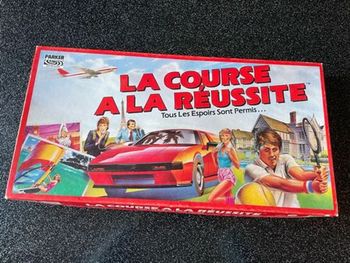 PARKER
LA COURSE
A LA RÉUSSITE
Tous Les Espoirs Sont Permis...
LA COURSE A LA RÉUSSITE